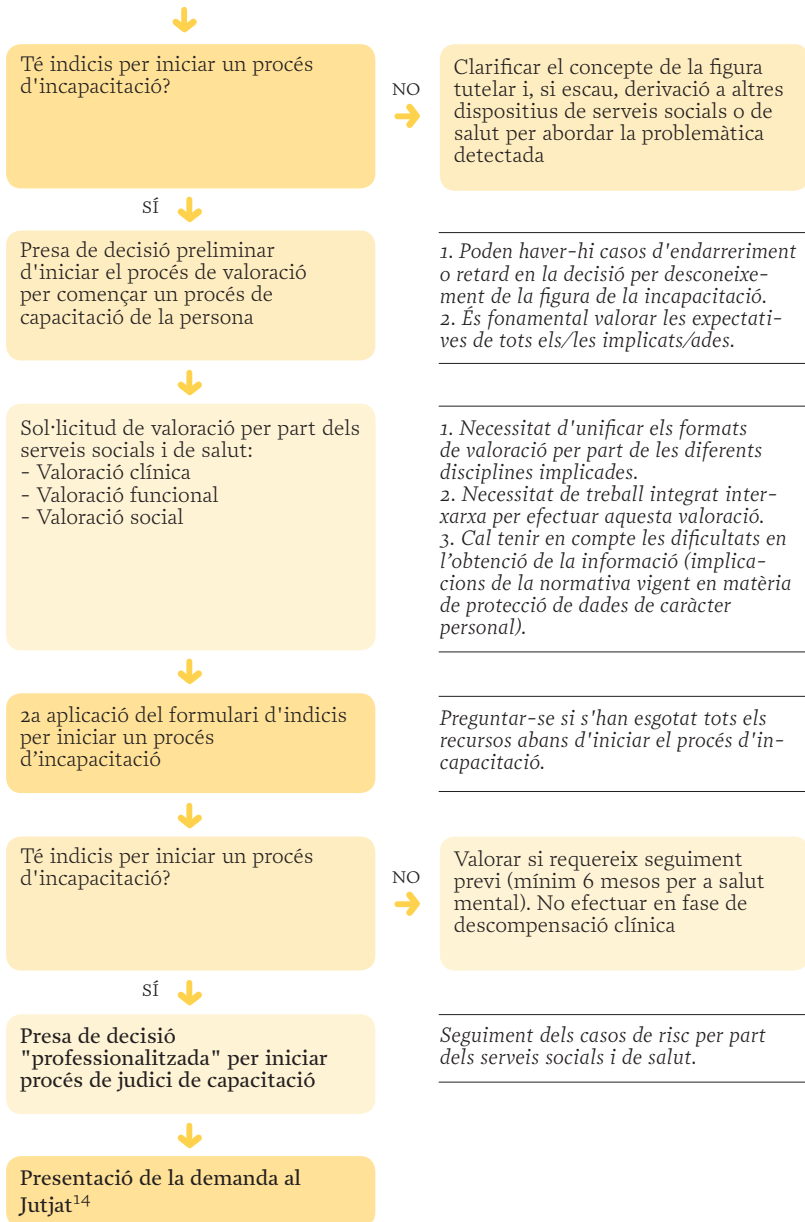 Té indicis per iniciar un procés
d'incapacitació?
NO
Clarificar el concepte de la figura
tutelar i, si escau, derivació a altres
dispositius de serveis socials o de
salut per abordar la problemàtica
detectada
SÍ
Presa de decisió preliminar
d'iniciar el procés de valoració
per començar un procés de
capacitació de la persona
1. Poden haver-hi casos d'endarreriment
o retard en la decisió per desconeixe-
ment de la figura de la incapacitació.
2. És fonamental valorar les expectati-
ves de tots els/les implicats/ades.
Sol·licitud de valoració per part dels
serveis socials i de salut:
- Valoració clínica
- Valoració funcional
- Valoració social
1. Necessitat d'unificar els formats
de valoració per part de les diferents
disciplines implicades.
2. Necessitat de treball integrat inter-
xarxa per efectuar aquesta valoració.
3. Cal tenir en compte les dificultats en
l'obtenció de la informació (implica-
cions de la normativa vigent en matèria
de protecció de dades de caràcter
personal).
2a aplicació del formulari d'indicis
per iniciar un procés
d'incapacitació
Preguntar-se si s'han esgotat tots els
recursos abans d'iniciar el procés d'in-
capacitació.
Té indicis per iniciar un procés
d'incapacitació?
NO
Valorar si requereix seguiment
previ (mínim 6 mesos per a salut
mental). No efectuar en fase de
descompensació clínica
SÍ
Presa de decisió
"professionalitzada" per iniciar
procés de judici de capacitació
Seguiment dels casos de risc per part
dels serveis socials i de salut.
Presentació de la demanda al
Jutjat¹⁴